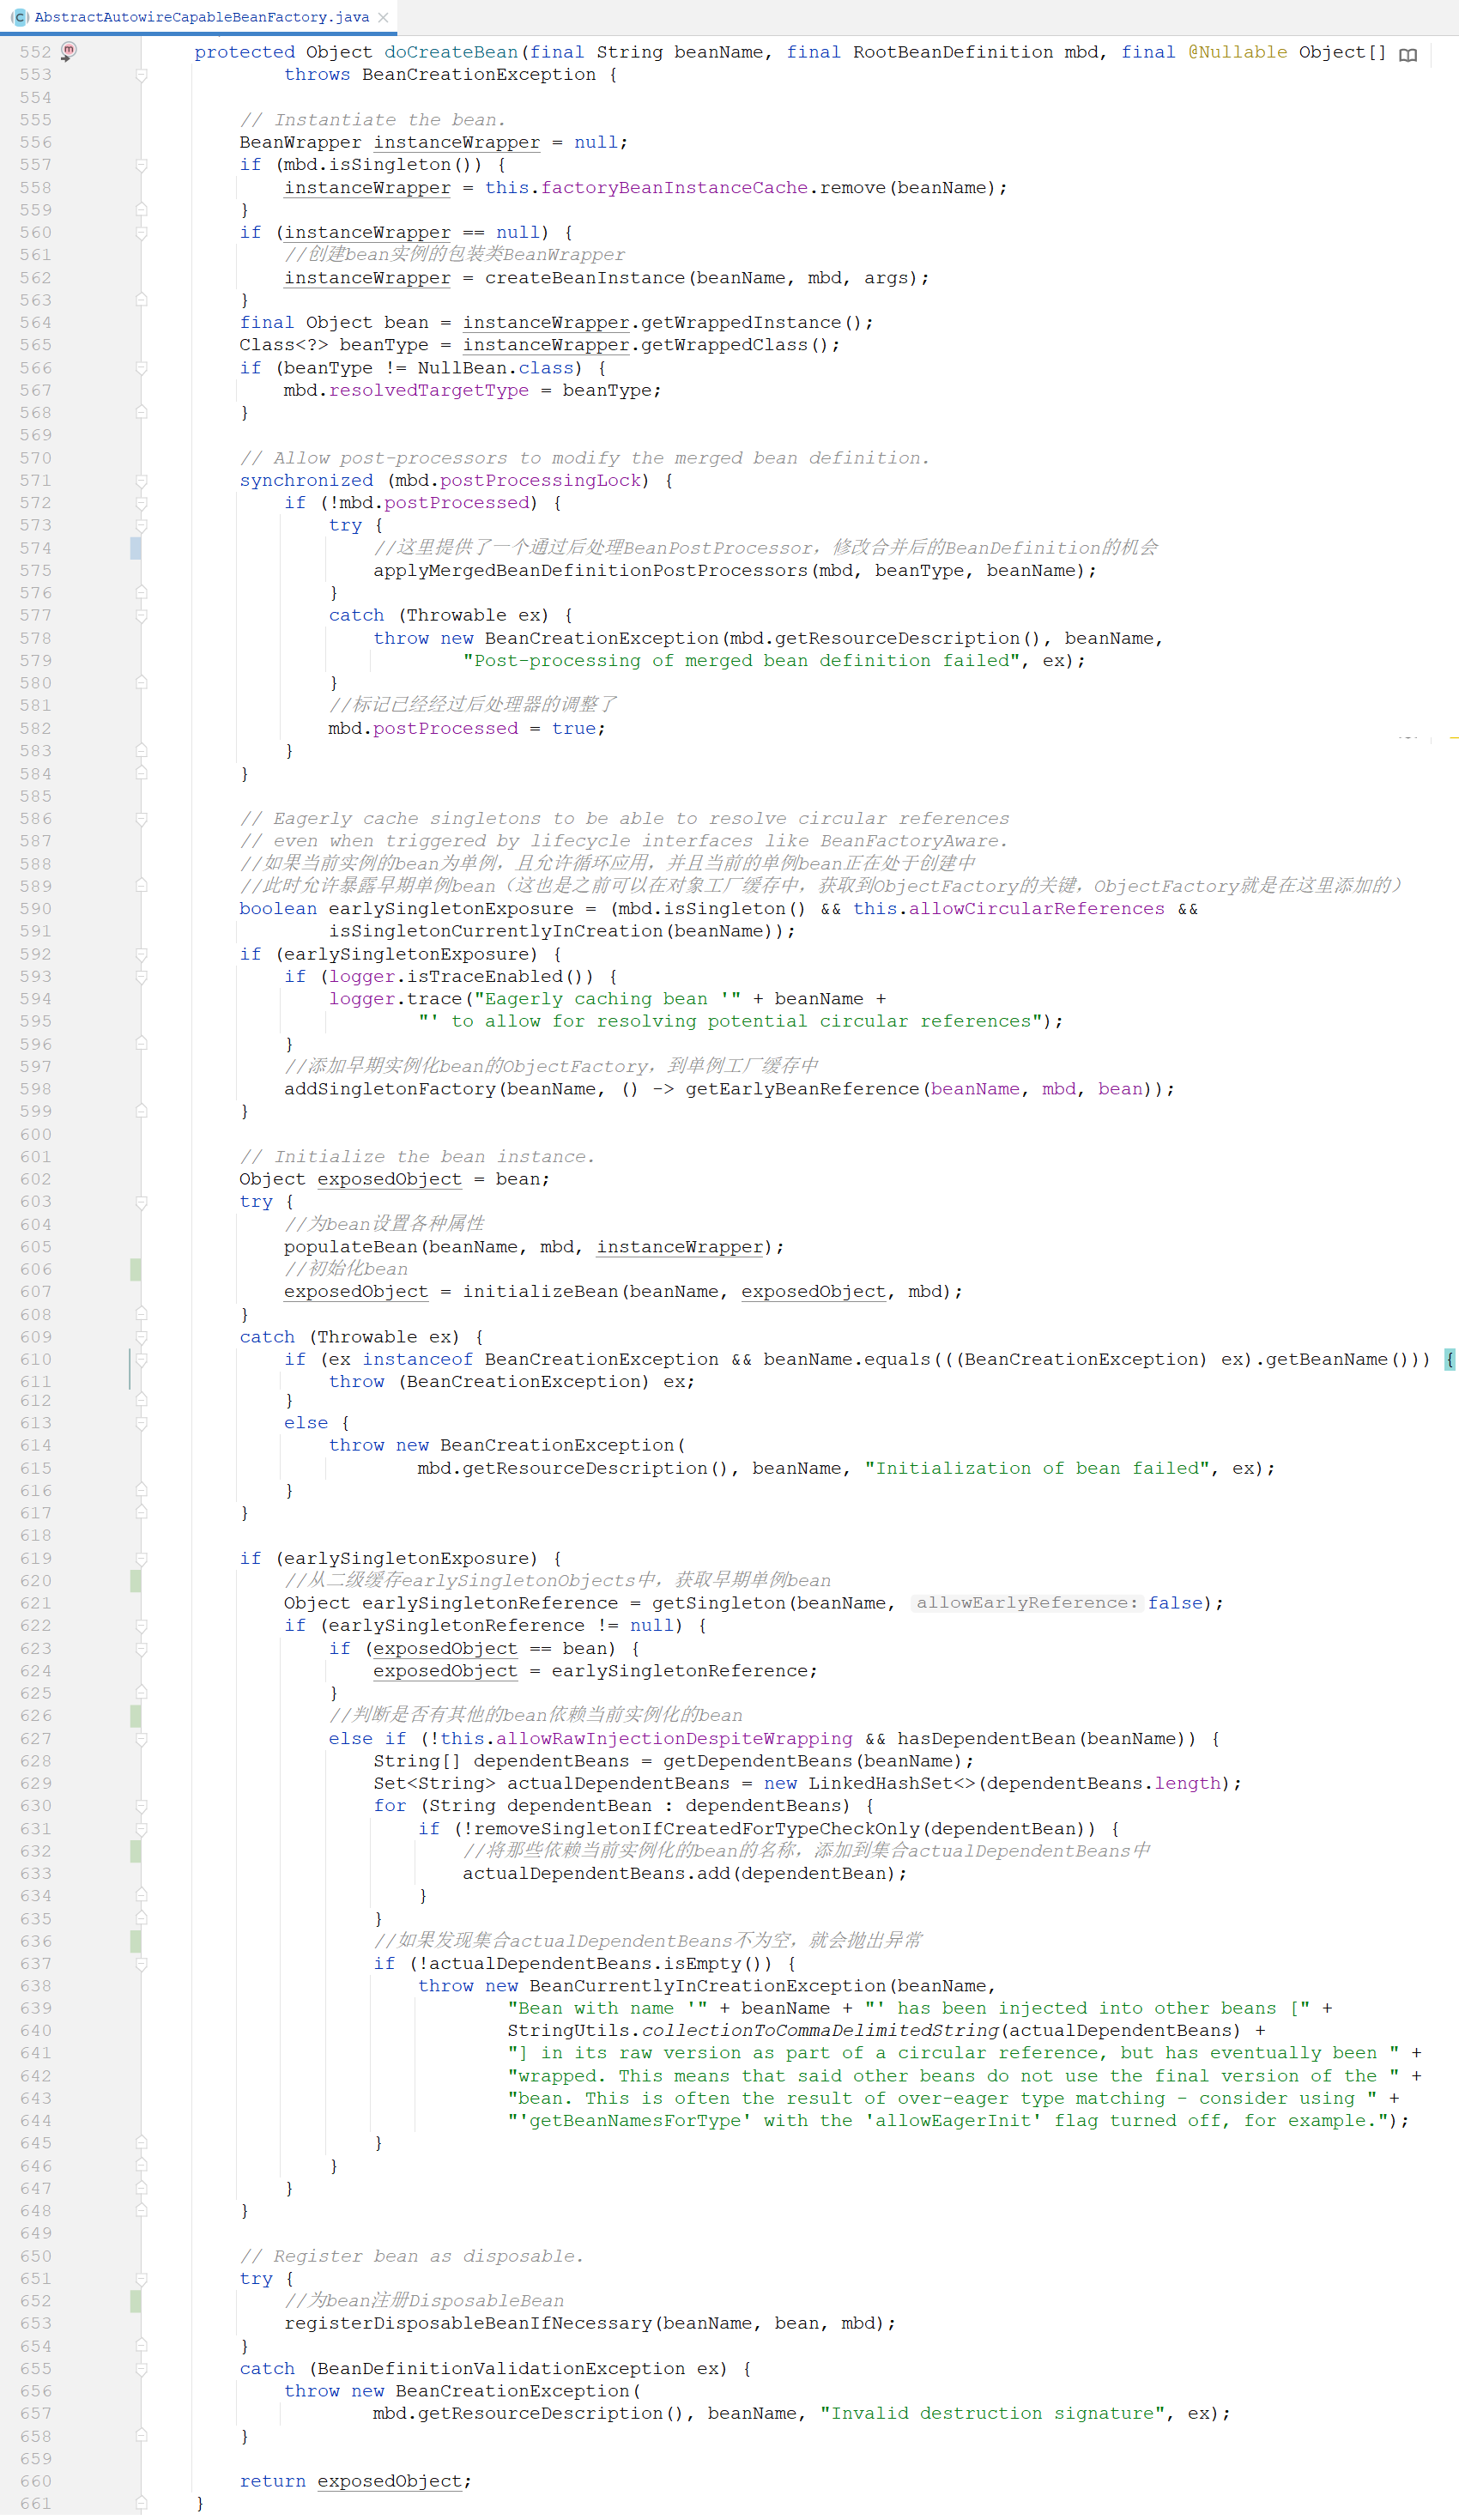 AbstractAutowireCapableBeanFactory.java
552 protected Object doCreateBean(final String beanName, final RootBeanDefinition mbd, final @Nullable Object[]
553 throws BeanCreationException {
554
555 // Instantiate the bean.
556 BeanWrapper instanceWrapper = null;
557 if (mbd.isSingleton()) {
558 instanceWrapper = this.factoryBeanInstanceCache.remove(beanName);
559 }
560 if (instanceWrapper == null) {
561 //创建bean实例的包装类BeanWrapper
562 instanceWrapper = createBeanInstance(beanName, mbd, args);
563 }
564 final Object bean = instanceWrapper.getWrappedInstance();
565 Class<?> beanType = instanceWrapper.getWrappedClass();
566 if (beanType != NullBean.class) {
567 mbd.resolvedTargetType = beanType;
568 }
569
570 // Allow post-processors to modify the merged bean definition.
571 synchronized (mbd.postProcessingLock) {
572 if (!mbd.postProcessed) {
573 try {
574 //这里提供了一个通过后处理BeanPostProcessor，修改合并后的BeanDefinition的机会
575 applyMergedBeanDefinitionPostProcessors(mbd, beanType, beanName);
576 }
577 catch (Throwable ex) {
578 throw new BeanCreationException(mbd.getResourceDescription(), beanName,
579 "Post-processing of merged bean definition failed", ex);
580 }
581 //标记已经经过后处理器的调整了
582 mbd.postProcessed = true;
583 }
584 }
585
586 // Eagerly cache singletons to be able to resolve circular references
587 // even when triggered by lifecycle interfaces like BeanFactoryAware.
588 //如果当前实例的bean为单例，且允许循环应用，并且当前的单例bean正在处于创建中
589 //此时允许暴露早期单例bean（这也是之前可以在对象工厂缓存中，获取到ObjectFactory的关键，ObjectFactory就是在这里添加的）
590 boolean earlySingletonExposure = (mbd.isSingleton() && this.allowCircularReferences &&
591 isSingletonCurrentlyInCreation(beanName));
592 if (earlySingletonExposure) {
593 if (logger.isTraceEnabled()) {
594 logger.trace("Eagerly caching bean '" + beanName +
595 "' to allow for resolving potential circular references");
596 }
597 //添加早期实例化bean的ObjectFactory，到单例工厂缓存中
598 addSingletonFactory(beanName, () -> getEarlyBeanReference(beanName, mbd, bean));
599 }
600
601 // Initialize the bean instance.
602 Object exposedObject = bean;
603 try {
604 //为bean设置各种属性
605 populateBean(beanName, mbd, instanceWrapper);
606 //初始化bean
607 exposedObject = initializeBean(beanName, exposedObject, mbd);
608 }
609 catch (Throwable ex) {
610 if (ex instanceof BeanCreationException && beanName.equals(((BeanCreationException) ex).getBeanName())) {
611 throw (BeanCreationException) ex;
612 }
613 else {
614 throw new BeanCreationException(
615 mbd.getResourceDescription(), beanName, "Initialization of bean failed", ex);
616 }
617 }
618
619 if (earlySingletonExposure) {
620 //从二级缓存earlySingletonObjects中，获取早期单例bean
621 Object earlySingletonReference = getSingleton(beanName, allowEarlyReference: false);
622 if (earlySingletonReference != null) {
623 if (exposedObject == bean) {
624 exposedObject = earlySingletonReference;
625 }
626 //判断是否有其他的bean依赖当前实例化的bean
627 else if (!this.allowRawInjectionDespiteWrapping && hasDependentBean(beanName)) {
628 String[] dependentBeans = getDependentBeans(beanName);
629 Set<String> actualDependentBeans = new LinkedHashSet<>(dependentBeans.length);
630 for (String dependentBean : dependentBeans) {
631 if (!removeSingletonIfCreatedForTypeCheckOnly(dependentBean)) {
632 //将那些依赖当前实例化的bean的名称，添加到集合actualDependentBeans中
633 actualDependentBeans.add(dependentBean);
634 }
635 }
636 //如果发现集合actualDependentBeans不为空，就会抛出异常
637 if (!actualDependentBeans.isEmpty()) {
638 throw new BeanCurrentlyInCreationException(beanName,
639 "Bean with name '" + beanName + "' has been injected into other beans [" +
640 StringUtils.collectionToCommaDelimitedString(actualDependentBeans) +
641 "] in its raw version as part of a circular reference, but has eventually been " +
642 "wrapped. This means that said other beans do not use the final version of the " +
643 "bean. This is often the result of over-eager type matching - consider using " +
644 "'getBeanNamesForType' with the 'allowEagerInit' flag turned off, for example.");
645 }
646 }
647 }
648 }
649
650 // Register bean as disposable.
651 try {
652 //为bean注册DisposableBean
653 registerDisposableBeanIfNecessary(beanName, bean, mbd);
654 }
655 catch (BeanDefinitionValidationException ex) {
656 throw new BeanCreationException(
657 mbd.getResourceDescription(), beanName, "Invalid destruction signature", ex);
658 }
659
660 return exposedObject;
661 }